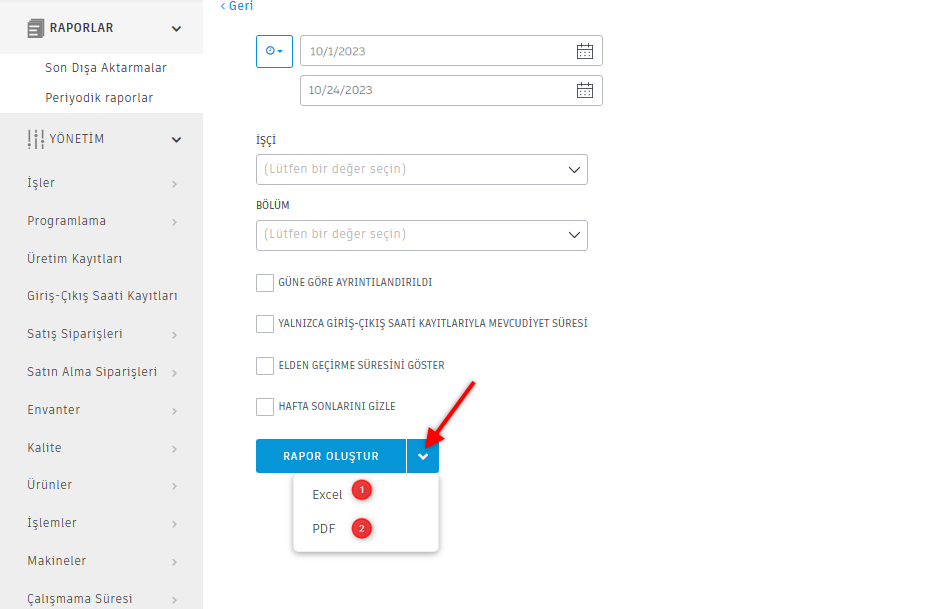 RAPORLAR
Son Dışa Aktarmalar
Periyodik raporlar
YÖNETİM
İşler
Programlama
Üretim Kayıtları
Giriş-Çıkış Saati Kayıtları
Satış Siparişleri
Satın Alma Siparişleri
Envanter
Kalite
Ürünler
İşlemler
Makineler
Çalışmama Süresi
‹ Geri
10/1/2023
10/24/2023
İŞÇİ
(Lütfen bir değer seçin)
BÖLÜM
(Lütfen bir değer seçin)
GÜNE GÖRE AYRINTILANDIRILDI
YALNIZCA GİRİŞ-ÇIKIŞ SAATİ KAYITLARIYLA MEVCUDİYET SÜRESİ
ELDEN GEÇİRME SÜRESİNİ GÖSTER
HAFTA SONLARINI GİZLE
RAPOR OLUŞTUR
Excel 1
PDF 2